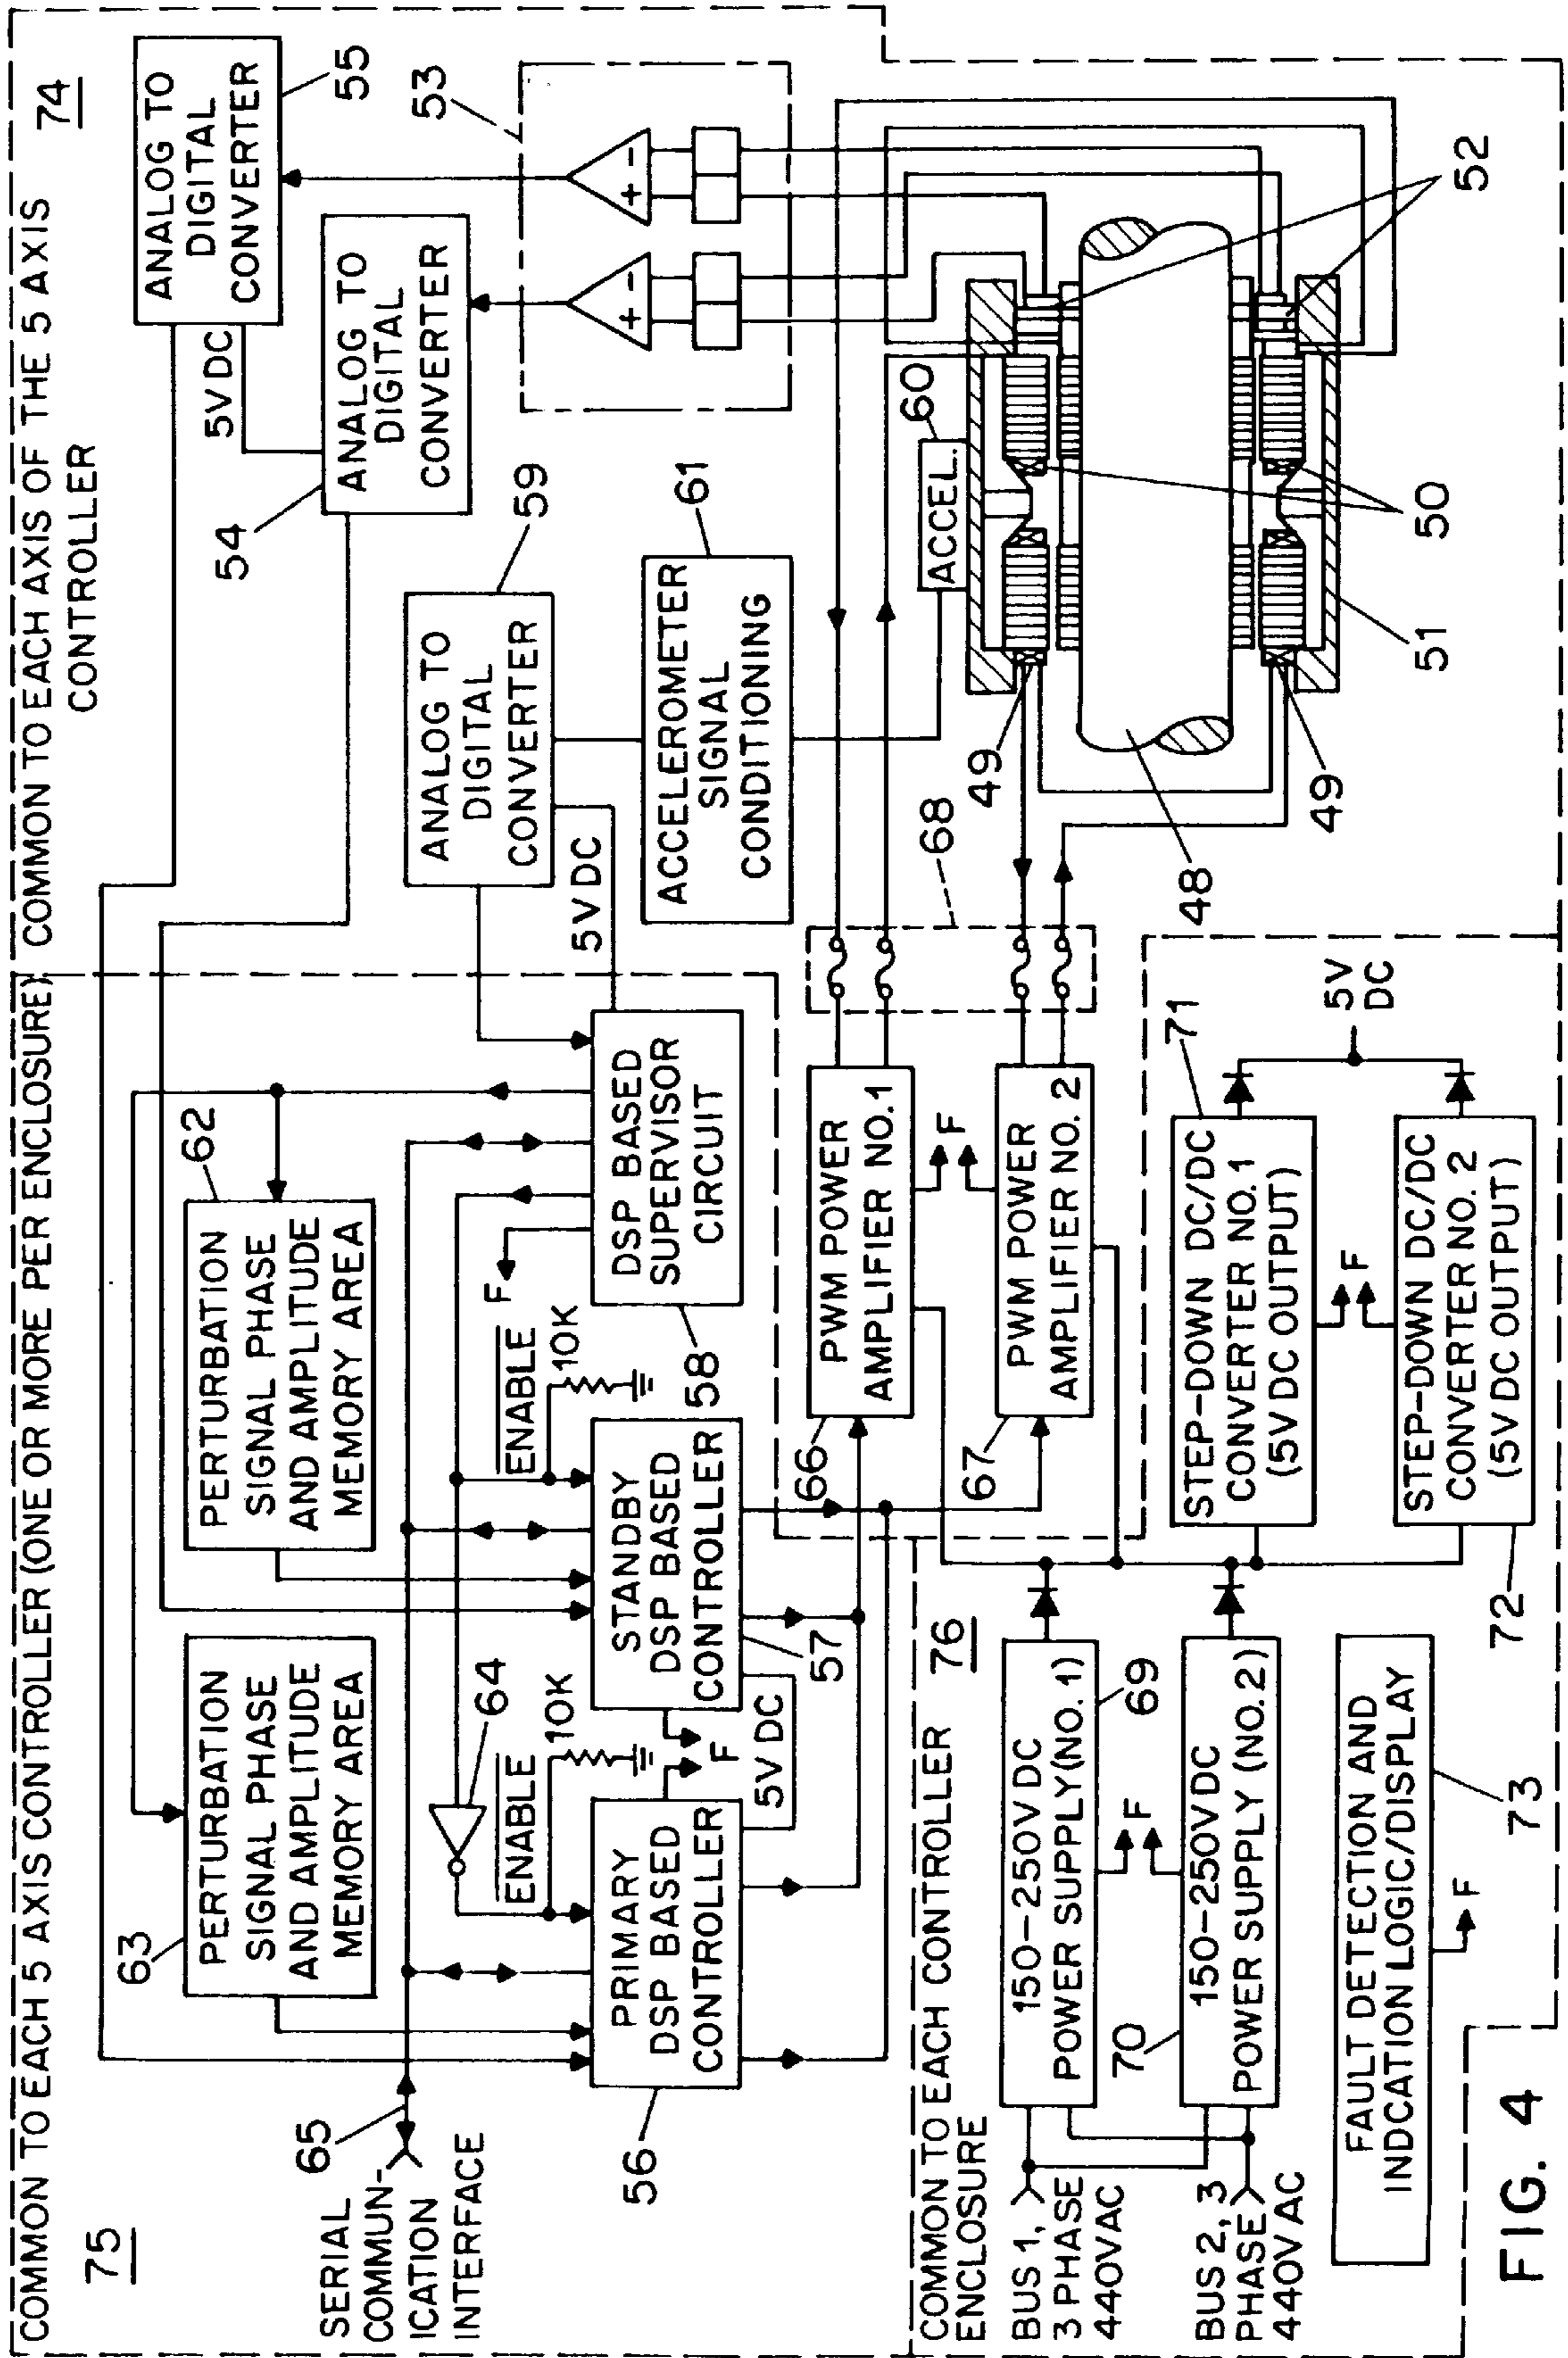 COMMON TO EACH 5 AXIS CONTROLLER (ONE OR MORE PER ENCLOSURE)
75
COMMON TO EACH AXIS OF THE 5 AXIS
CONTROLLER
74
63
PERTURBATION
SIGNAL PHASE
AND AMPLITUDE
MEMORY AREA
62
PERTURBATION
SIGNAL PHASE
AND AMPLITUDE
MEMORY AREA
ANALOG TO
DIGITAL
CONVERTER
55
5V DC
ANALOG TO
DIGITAL
CONVERTER
54
53
+ -
+ -
SERIAL
COMMUN-
ICATION
INTERFACE
65
64
ENABLE
10K
ENABLE
10K
F
ANALOG TO
DIGITAL
CONVERTER
59
5V DC
PRIMARY
DSP BASED
CONTROLLER
56
F
5V DC
STANDBY
DSP BASED
CONTROLLER
57
DSP BASED
SUPERVISOR
CIRCUIT
58
ACCELEROMETER
SIGNAL
CONDITIONING
61
ACCEL.
60
COMMON TO EACH CONTROLLER
ENCLOSURE
76
66
PWM POWER
AMPLIFIER NO. 1
F
67
PWM POWER
AMPLIFIER NO. 2
68
49
49
48
50
51
52
BUS 1,
3 PHASE
440VAC
150-250V DC
POWER SUPPLY (NO. 1)
69
F
BUS 2, 3
PHASE
440V AC
70
150-250V DC
POWER SUPPLY (NO. 2)
71
STEP-DOWN DC/DC
CONVERTER NO. 1
(5V DC OUTPUT)
F
5V
DC
STEP-DOWN DC/DC
CONVERTER NO. 2
(5V DC OUTPUT)
72
FAULT DETECTION AND
INDCATION LOGIC/DISPLAY
73
F
FIG. 4